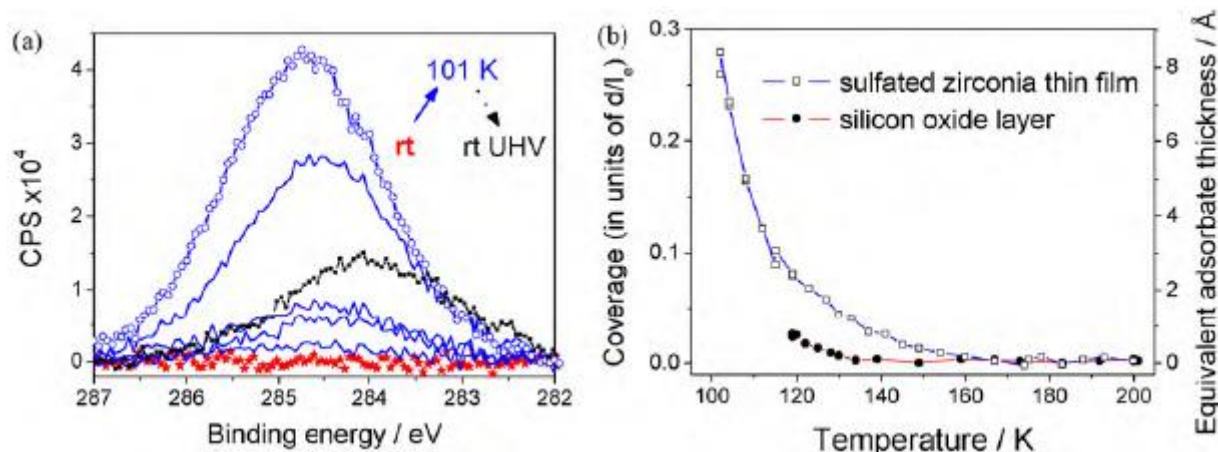 (a)
CPS x10⁴
4
3
2
1
0
101 K
rt
rt UHV
287 286 285 284 283 282
Binding energy / eV
(b)
Coverage (in units of d/l_e)
0.3
0.2
0.1
0.0
sulfated zirconia thin film
silicon oxide layer
8
6
4
2
0
Equivalent adsorbate thickness / Å
100 120 140 160 180 200
Temperature / K